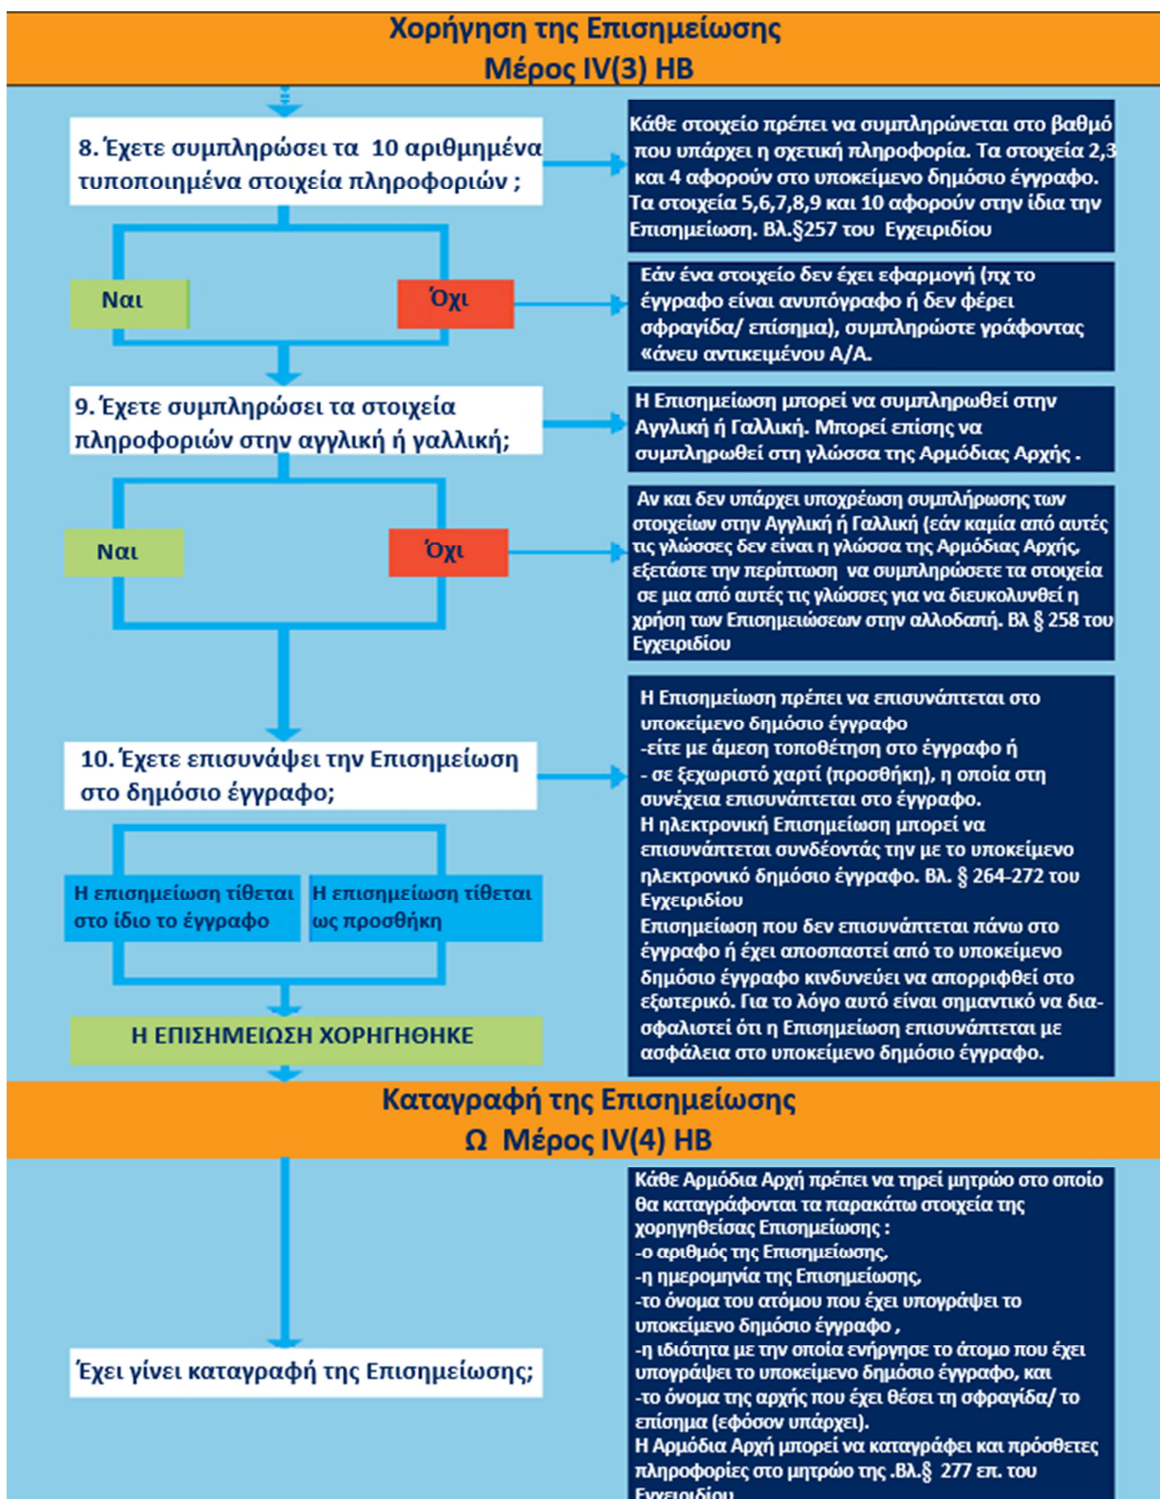 Χορήγηση της Επισημείωσης
Μέρος IV(3) HB
8. Έχετε συμπληρώσει τα 10 αριθμημένα
τυποποιημένα στοιχεία πληροφοριών ;
Κάθε στοιχείο πρέπει να συμπληρώνεται στο βαθμό
που υπάρχει η σχετική πληροφορία. Τα στοιχεία 2,3
και 4 αφορούν στο υποκείμενο δημόσιο έγγραφο.
Τα στοιχεία 5,6,7,8,9 και 10 αφορούν στην ίδια την
Επισημείωση. Βλ.§257 του Εγχειριδίου
Ναι
Όχι
Εάν ένα στοιχείο δεν έχει εφαρμογή (πχ το
έγγραφο είναι ανυπόγραφο ή δεν φέρει
σφραγίδα/ επίσημα), συμπληρώστε γράφοντας
«άνευ αντικειμένου Α/Α.
9. Έχετε συμπληρώσει τα στοιχεία
πληροφοριών στην αγγλική ή γαλλική;
Η Επισημείωση μπορεί να συμπληρωθεί στην
Αγγλική ή Γαλλική. Μπορεί επίσης να
συμπληρωθεί στη γλώσσα της Αρμόδιας Αρχής .
Ναι
Όχι
Αν και δεν υπάρχει υποχρέωση συμπλήρωσης των
στοιχείων στην Αγγλική ή Γαλλική (εάν καμία από αυτές
τις γλώσσες δεν είναι η γλώσσα της Αρμόδιας Αρχής,
εξετάστε την περίπτωση να συμπληρώσετε τα στοιχεία
σε μια από αυτές τις γλώσσες για να διευκολυνθεί η
χρήση των Επισημειώσεων στην αλλοδαπή. Βλ § 258 του
Εγχειριδίου
10. Έχετε επισυνάψει την Επισημείωση
στο δημόσιο έγγραφο;
Η επισημείωση τίθεται
στο ίδιο το έγγραφο
Η επισημείωση τίθεται
ως προσθήκη
Η Επισημείωση πρέπει να επισυνάπτεται στο
υποκείμενο δημόσιο έγγραφο
-είτε με άμεση τοποθέτηση στο έγγραφο ή
- σε ξεχωριστό χαρτί (προσθήκη), η οποία στη
συνέχεια επισυνάπτεται στο έγγραφο.
Η ηλεκτρονική Επισημείωση μπορεί να
επισυνάπτεται συνδέοντάς την με το υποκείμενο
ηλεκτρονικό δημόσιο έγγραφο. Βλ. § 264-272 του
Εγχειριδίου
Επισημείωση που δεν επισυνάπτεται πάνω στο
έγγραφο ή έχει αποσπαστεί από το υποκείμενο
δημόσιο έγγραφο κινδυνεύει να απορριφθεί στο
εξωτερικό. Για το λόγο αυτό είναι σημαντικό να δια-
σφαλιστεί ότι η Επισημείωση επισυνάπτεται με
ασφάλεια στο υποκείμενο δημόσιο έγγραφο.
Η ΕΠΙΣΗΜΕΙΩΣΗ ΧΟΡΗΓΗΘΗΚΕ
Καταγραφή της Επισημείωσης
Ω Μέρος IV(4) HB
Έχει γίνει καταγραφή της Επισημείωσης;
Κάθε Αρμόδια Αρχή πρέπει να τηρεί μητρώο στο οποίο
θα καταγράφονται τα παρακάτω στοιχεία της
χορηγηθείσας Επισημείωσης :
-ο αριθμός της Επισημείωσης,
-η ημερομηνία της Επισημείωσης,
-το όνομα του ατόμου που έχει υπογράψει το
υποκείμενο δημόσιο έγγραφο ,
-η ιδιότητα με την οποία ενήργησε το άτομο που έχει
υπογράψει το υποκείμενο δημόσιο έγγραφο, και
-το όνομα της αρχής που έχει θέσει τη σφραγίδα/ το
επίσημα (εφόσον υπάρχει).
Η Αρμόδια Αρχή μπορεί να καταγράφει και πρόσθετες
πληροφορίες στο μητρώο της .Βλ.§ 277 επ. του
Εγχειριδίου